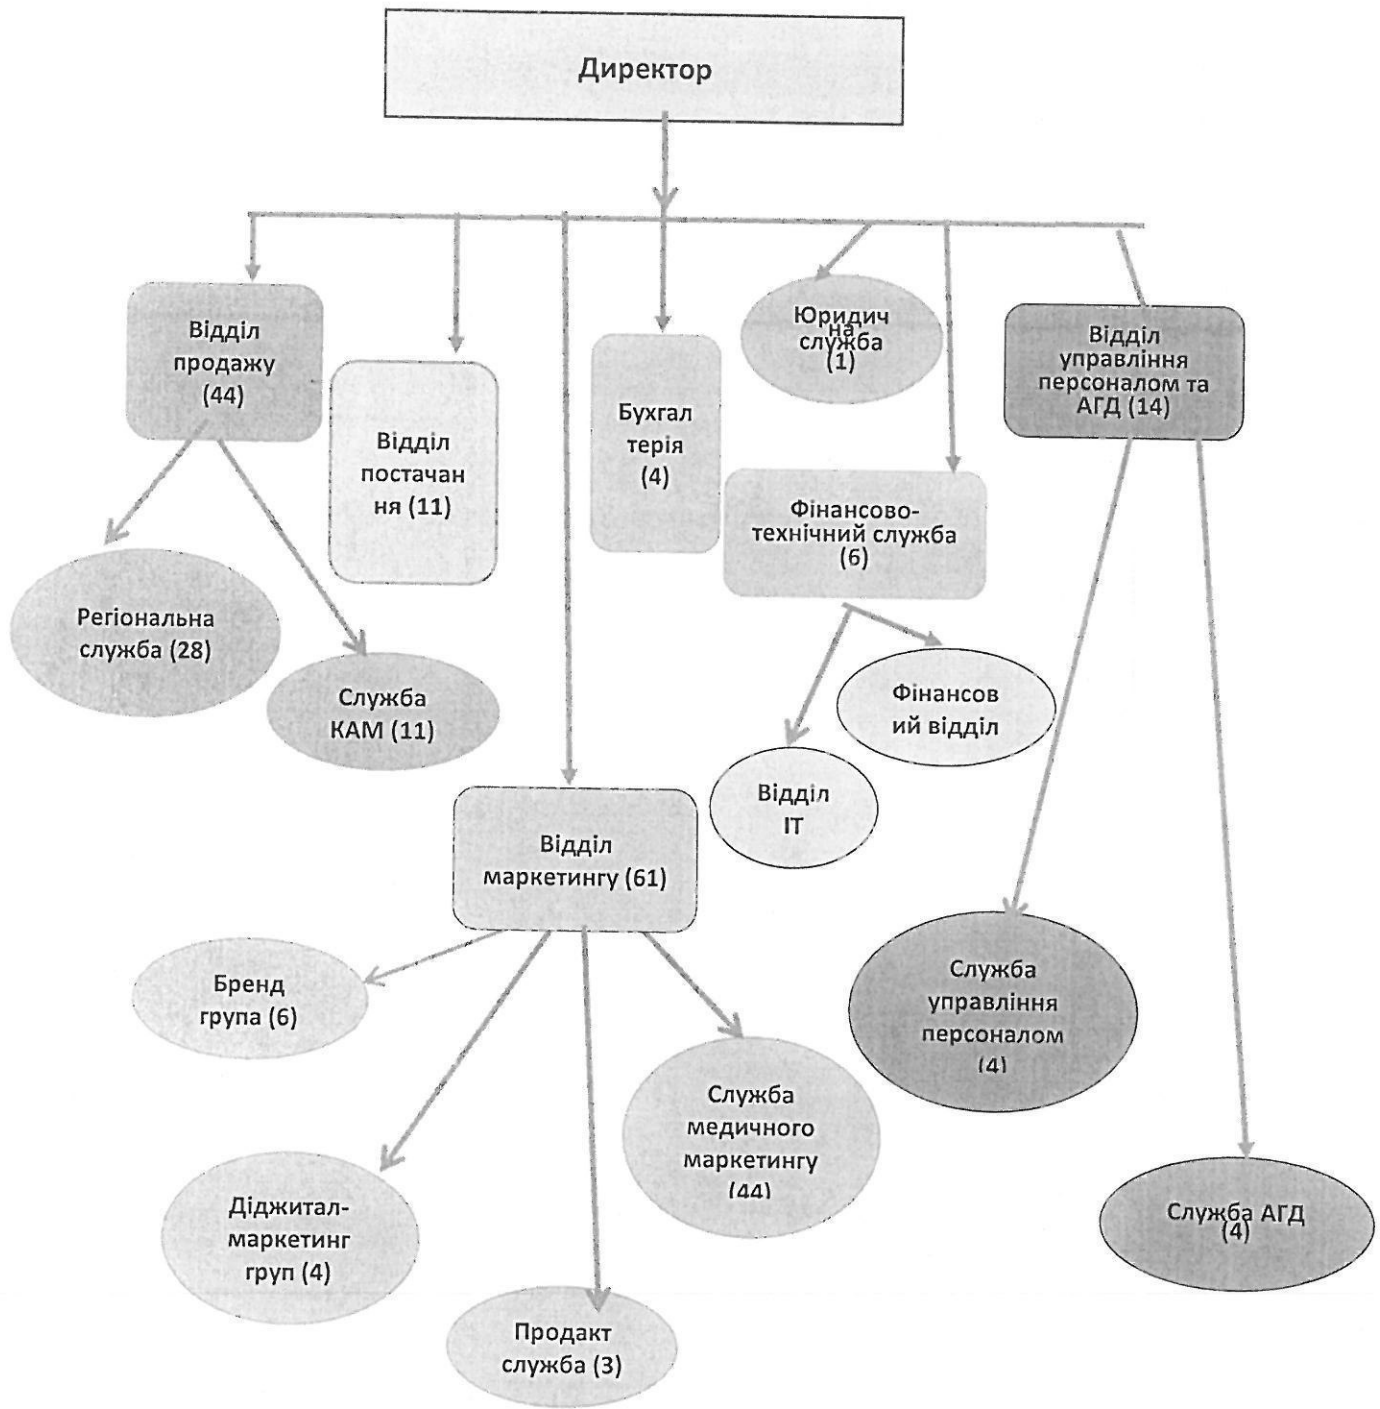 Директор
Відділ
продажу
(44)
Відділ
постачан
ня (11)
Бухгал
терія
(4)
Юридич
на
служба
(1)
Фінансово-
технічний служба
(6)
Відділ
управління
персоналом та
АГД (14)
Регіональна
служба (28)
Служба
КАМ (11)
Фінансов
ий відділ
Відділ
ІТ
Відділ
маркетингу (61)
Бренд
група (6)
Діджитал-
маркетинг
груп (4)
Продакт
служба (3)
Служба
медичного
маркетингу
(44)
Служба
управління
персоналом
(4)
Служба АГД
(4)